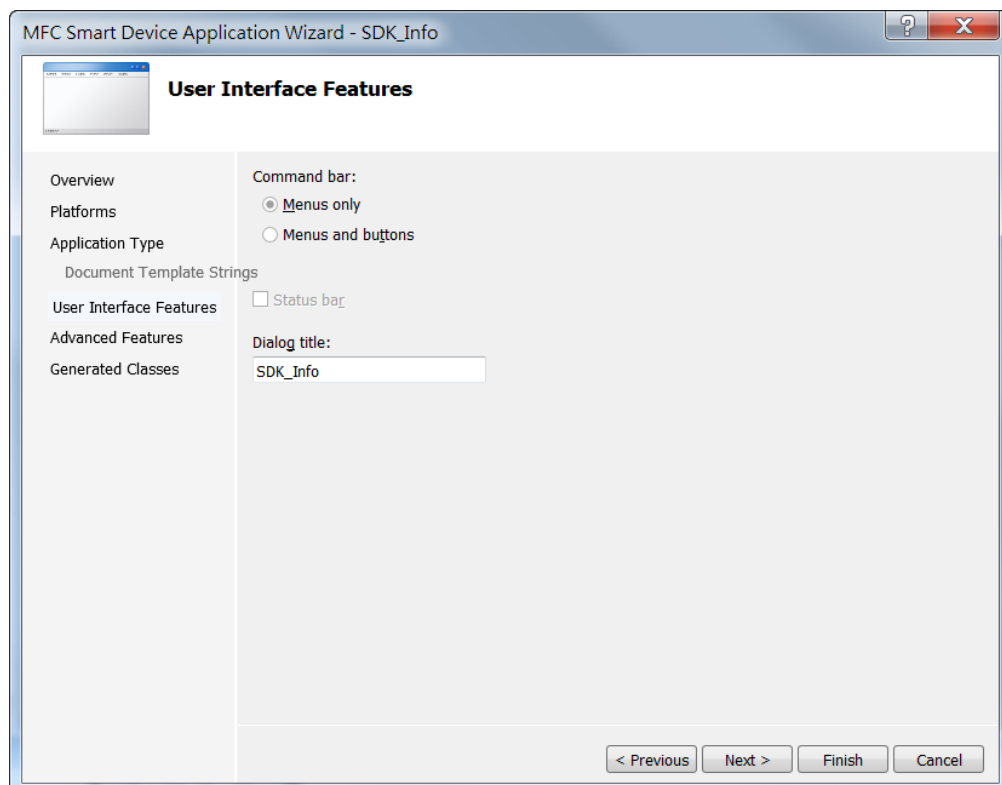 MFC Smart Device Application Wizard - SDK_Info
User Interface Features
Overview
Platforms
Application Type
Document Template Strings
User Interface Features
Advanced Features
Generated Classes
Command bar:
Menus only
Menus and buttons
Status bar
Dialog title:
SDK_Info
< Previous
Next >
Finish
Cancel